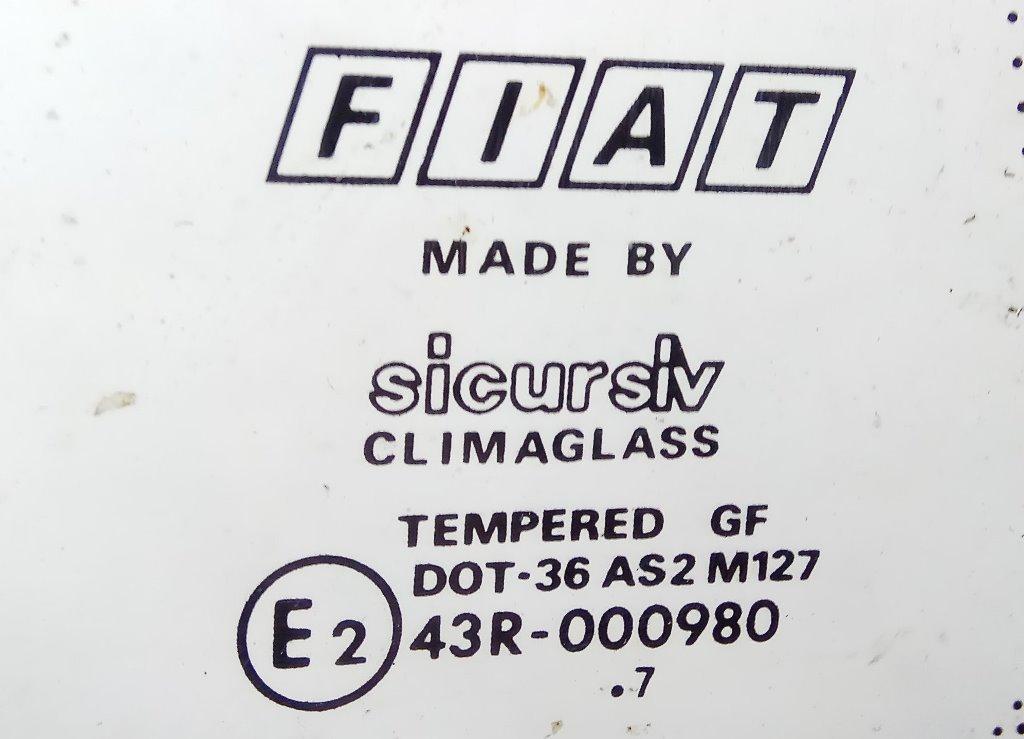 FIAT
MADE BY
sicursiv
CLIMAGLASS
TEMPERED GF
DOT-36 AS2 M127
E2 43R-000980
.7